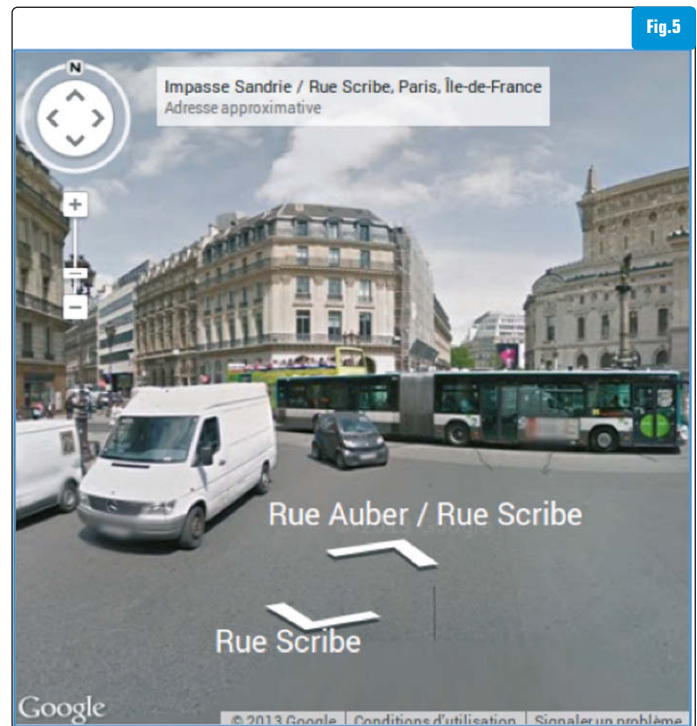 Fig.5
N
Impasse Sandrie / Rue Scribe, Paris, Île-de-France
Adresse approximative
+
−
Rue Auber / Rue Scribe
Rue Scribe
Google
© 2013 Google | Conditions d'utilisation | Signaler un problème